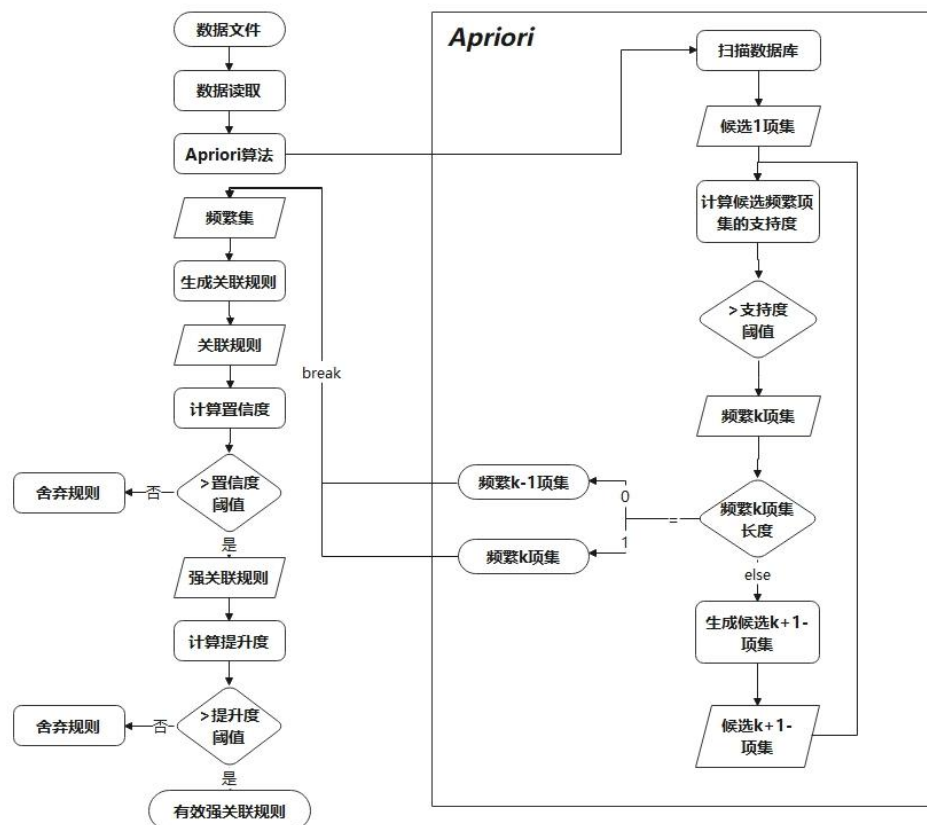 数据文件
数据读取
Apriori算法
频繁集
生成关联规则
关联规则
break
计算置信度
>置信度
阈值
否
舍弃规则
是
强关联规则
计算提升度
>提升度
阈值
否
舍弃规则
是
有效强关联规则
Apriori
扫描数据库
候选1项集
计算候选频繁项
集的支持度
>支持度
阈值
频繁k项集
频繁k项集
长度
=
0
1
频繁k-1项集
频繁k项集
else
生成候选k+1-
项集
候选k+1-
项集